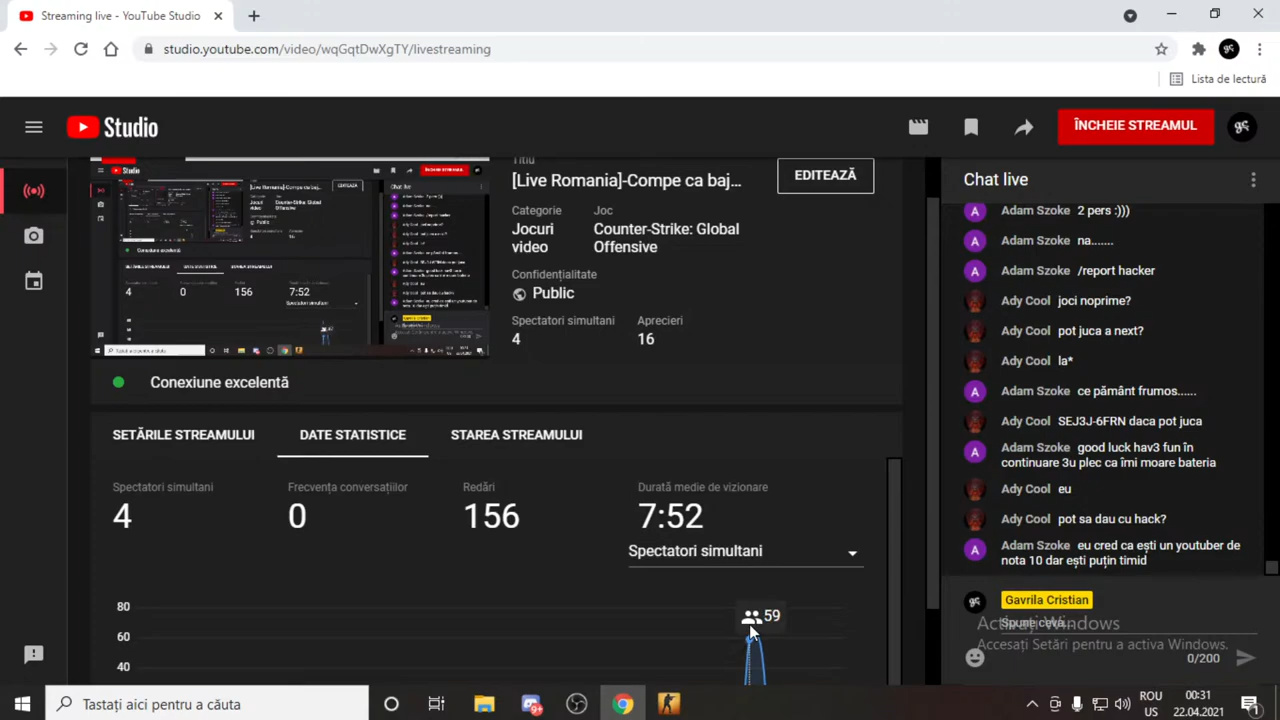 Streaming live - YouTube Studio
studio.youtube.com/video/wqGqtDwXgTY/livestreaming
Lista de lectură
Studio
ÎNCHEIE STREAMUL
Titlu
[Live Romania]-Compe ca baj...
EDITEAZĂ
Categorie
Jocuri
video
Joc
Counter-Strike: Global
Offensive
Confidențialitate
Public
Spectatori simultani
4
Aprecieri
16
Conexiune excelentă
SETĂRILE STREAMULUI
DATE STATISTICE
STAREA STREAMULUI
Spectatori simultani
4
Frecvența conversațiilor
0
Redări
156
Durată medie de vizionare
7:52
Spectatori simultani
80
60
40
59
Chat live
Adam Szoke 2 pers :)))
Adam Szoke na.......
Adam Szoke /report hacker
Ady Cool joci noprime?
Ady Cool pot juca a next?
Ady Cool la*
Adam Szoke ce pământ frumos......
Ady Cool SEJ3J-6FRN daca pot juca
Adam Szoke good luck hav3 fun în
continuare 3u plec ca îmi moare bateria
Ady Cool eu
Ady Cool pot sa dau cu hack?
Adam Szoke eu cred ca ești un youtuber de
nota 10 dar ești puțin timid
Gavrila Cristian
Spune ceva...
Activați Windows
Accesați Setări pentru a activa Windows.
0/200
Tastați aici pentru a căuta
9+
ROU
US
00:31
22.04.2021
1